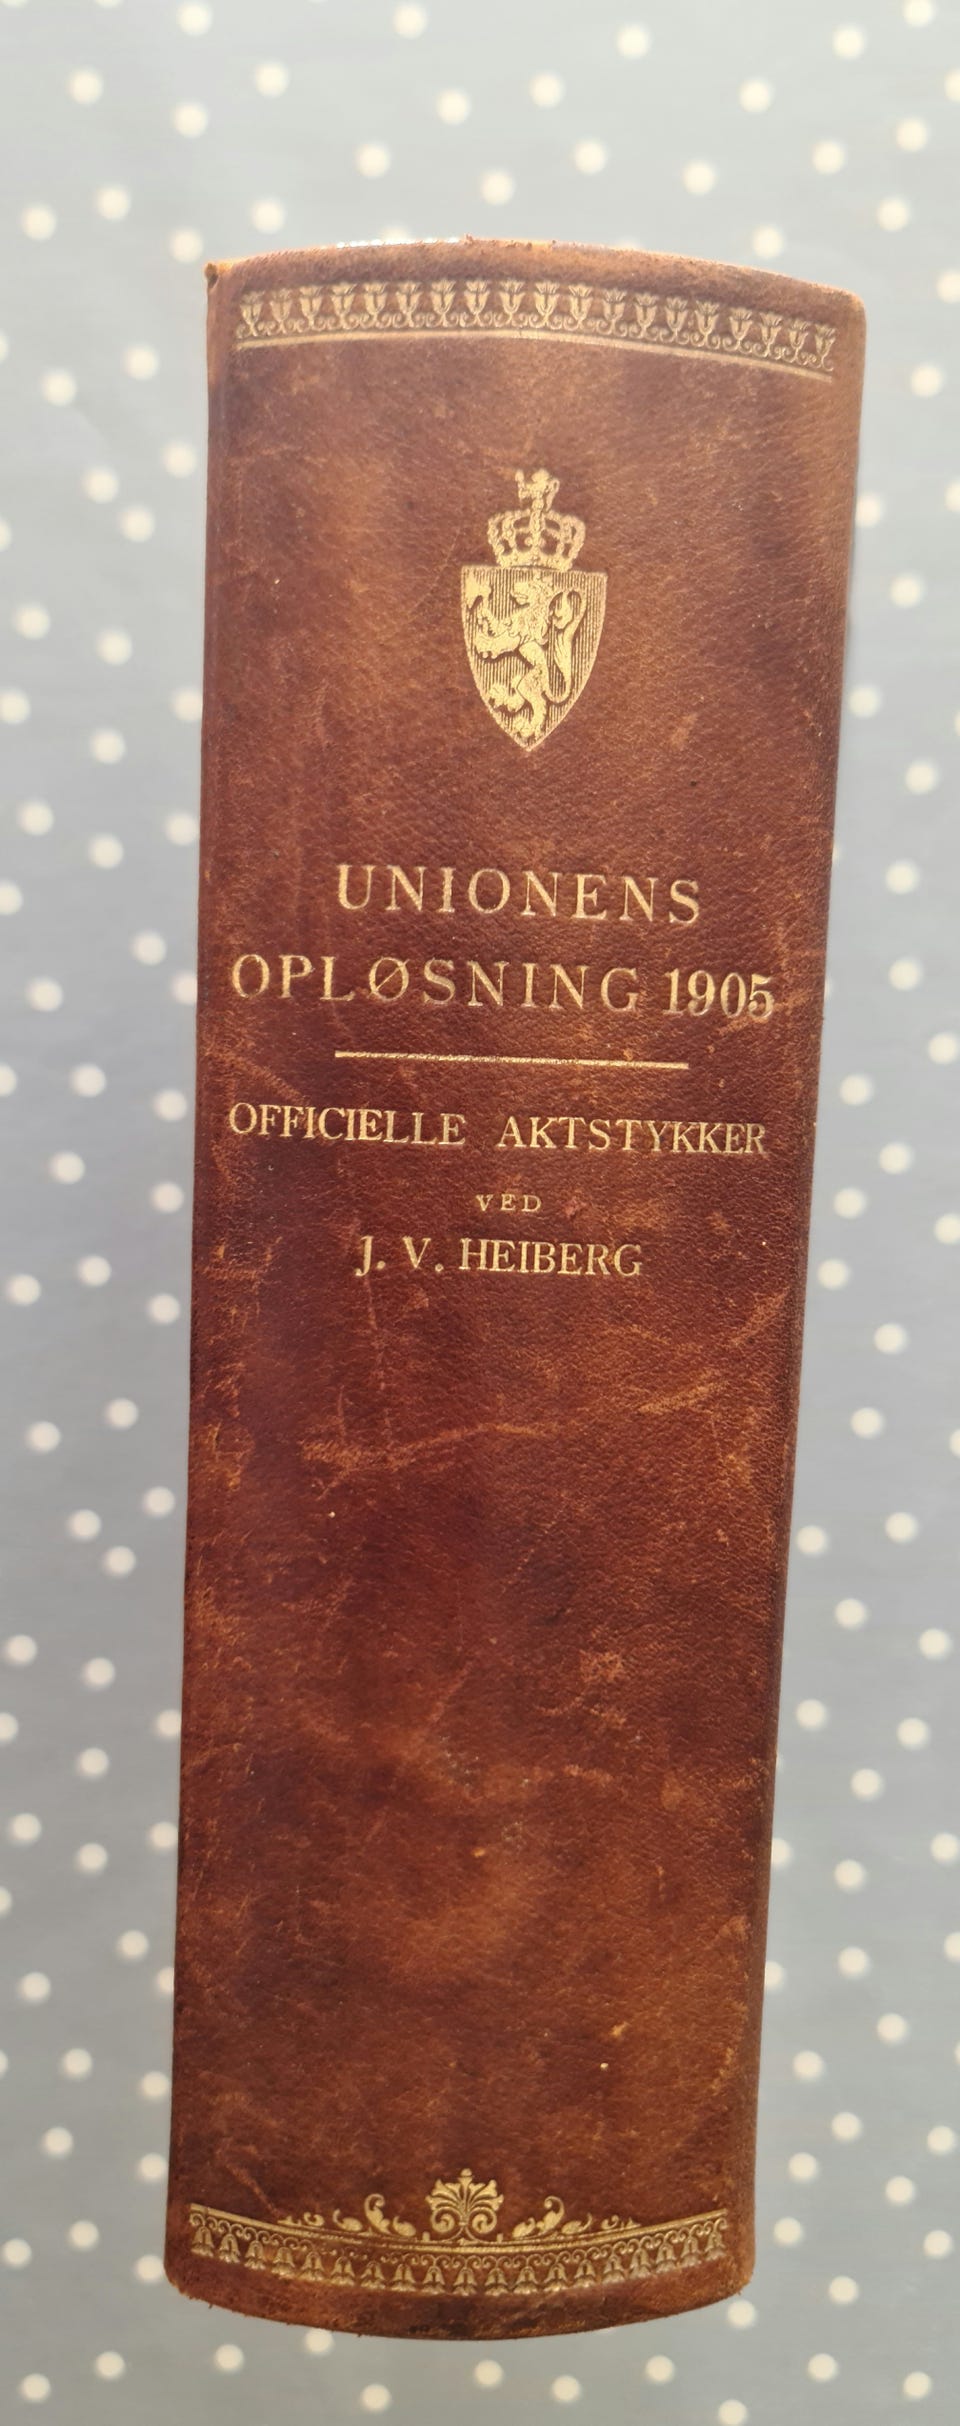 UNIONENS
OPLØSNING 1905
OFFICIELLE AKTSTYKKER
VED
J. V. HEIBERG